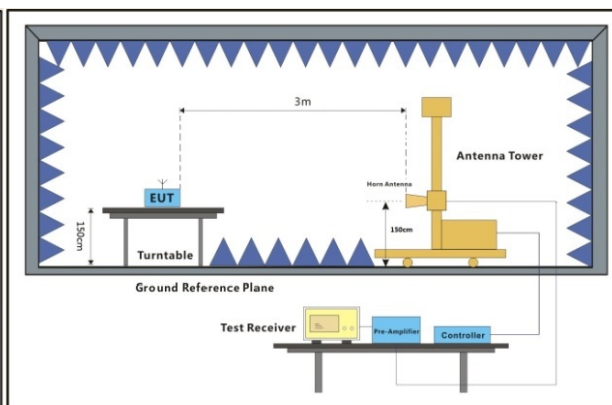 3m
Antenna Tower
Horn Antenna
EUT
150cm
150cm
Turntable
Ground Reference Plane
Test Receiver
Pre-Amplifier
Controller